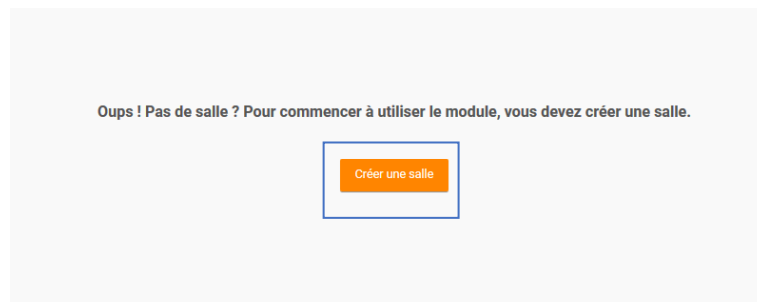 Oups ! Pas de salle ? Pour commencer à utiliser le module, vous devez créer une salle.
Créer une salle